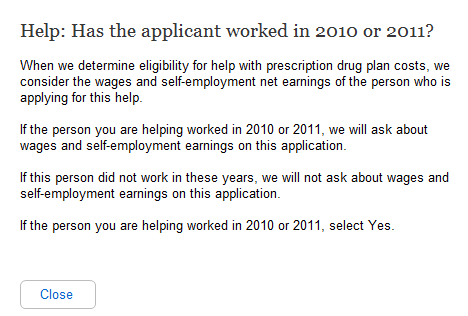 Help: Has the applicant worked in 2010 or 2011?
When we determine eligibility for help with prescription drug plan costs, we
consider the wages and self-employment net earnings of the person who is
applying for this help.
If the person you are helping worked in 2010 or 2011, we will ask about
wages and self-employment earnings on this application.
If this person did not work in these years, we will not ask about wages and
self-employment earnings on this application.
If the person you are helping worked in 2010 or 2011, select Yes.
Close